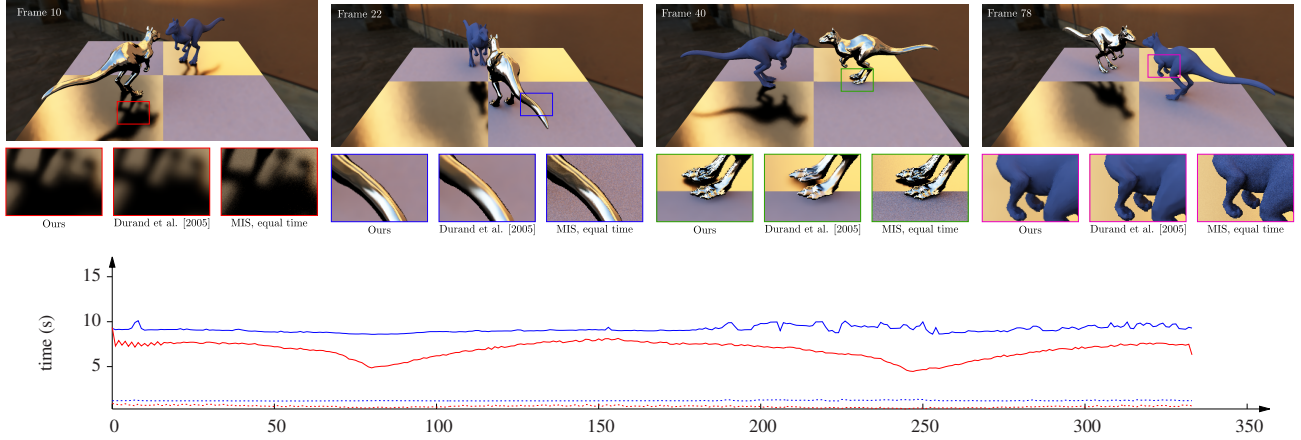 Frame 10
Frame 22
Frame 40
Frame 78
Ours
Durand et al. [2005]
MIS, equal time
Ours
Durand et al. [2005]
MIS, equal time
Ours
Durand et al. [2005]
MIS, equal time
Ours
Durand et al. [2005]
MIS, equal time
time (s)
15
10
5
0
50
100
150
200
250
300
350